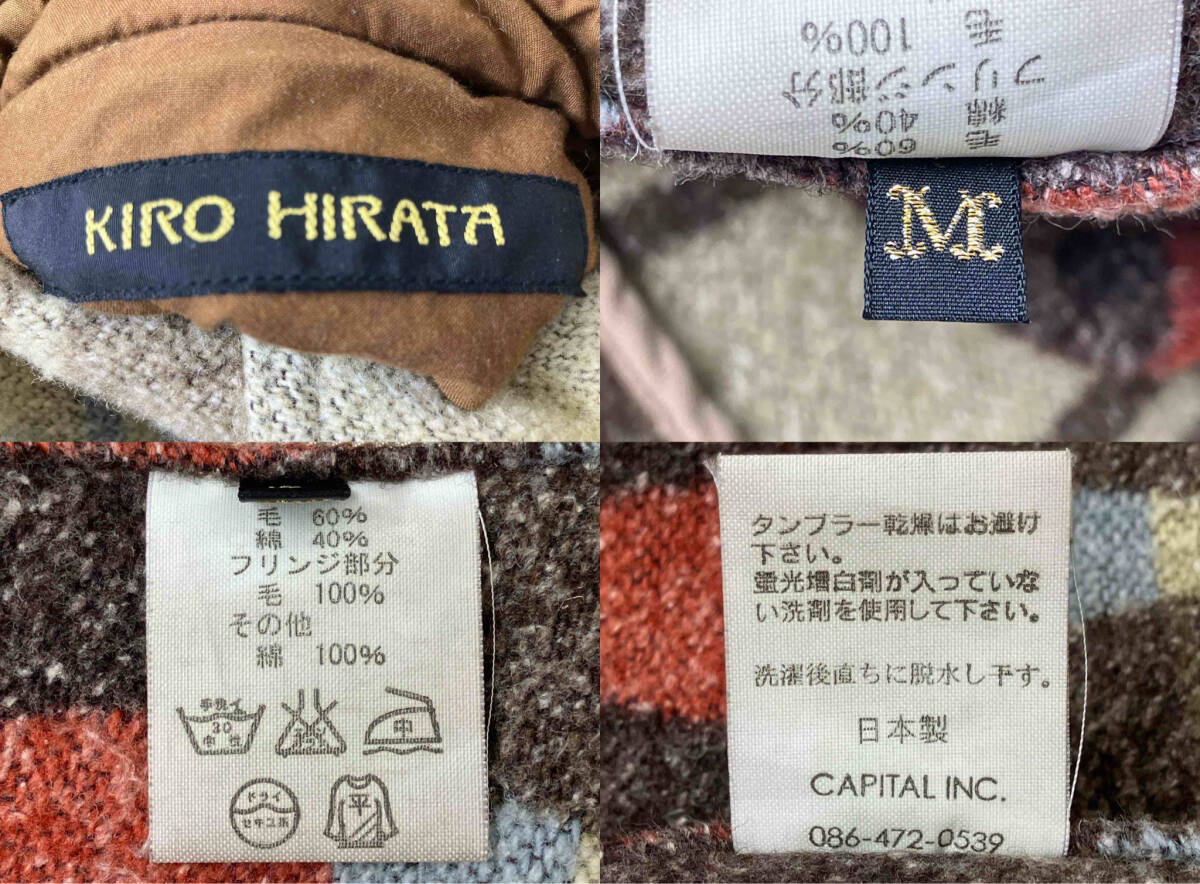 KIRO HIRATA
毛 60%
綿 40%
フリンジ部分
毛 100%
M
毛 60%
綿 40%
フリンジ部分
毛 100%
その他
綿 100%
手洗イ
30
中性
中
ドライ
セキユ系
平
タンブラー乾燥はお避け
下さい。
蛍光増白剤が入っていな
い洗剤を使用して下さい。
洗濯後直ちに脱水し干す。
日本製
CAPITAL INC.
086-472-0539